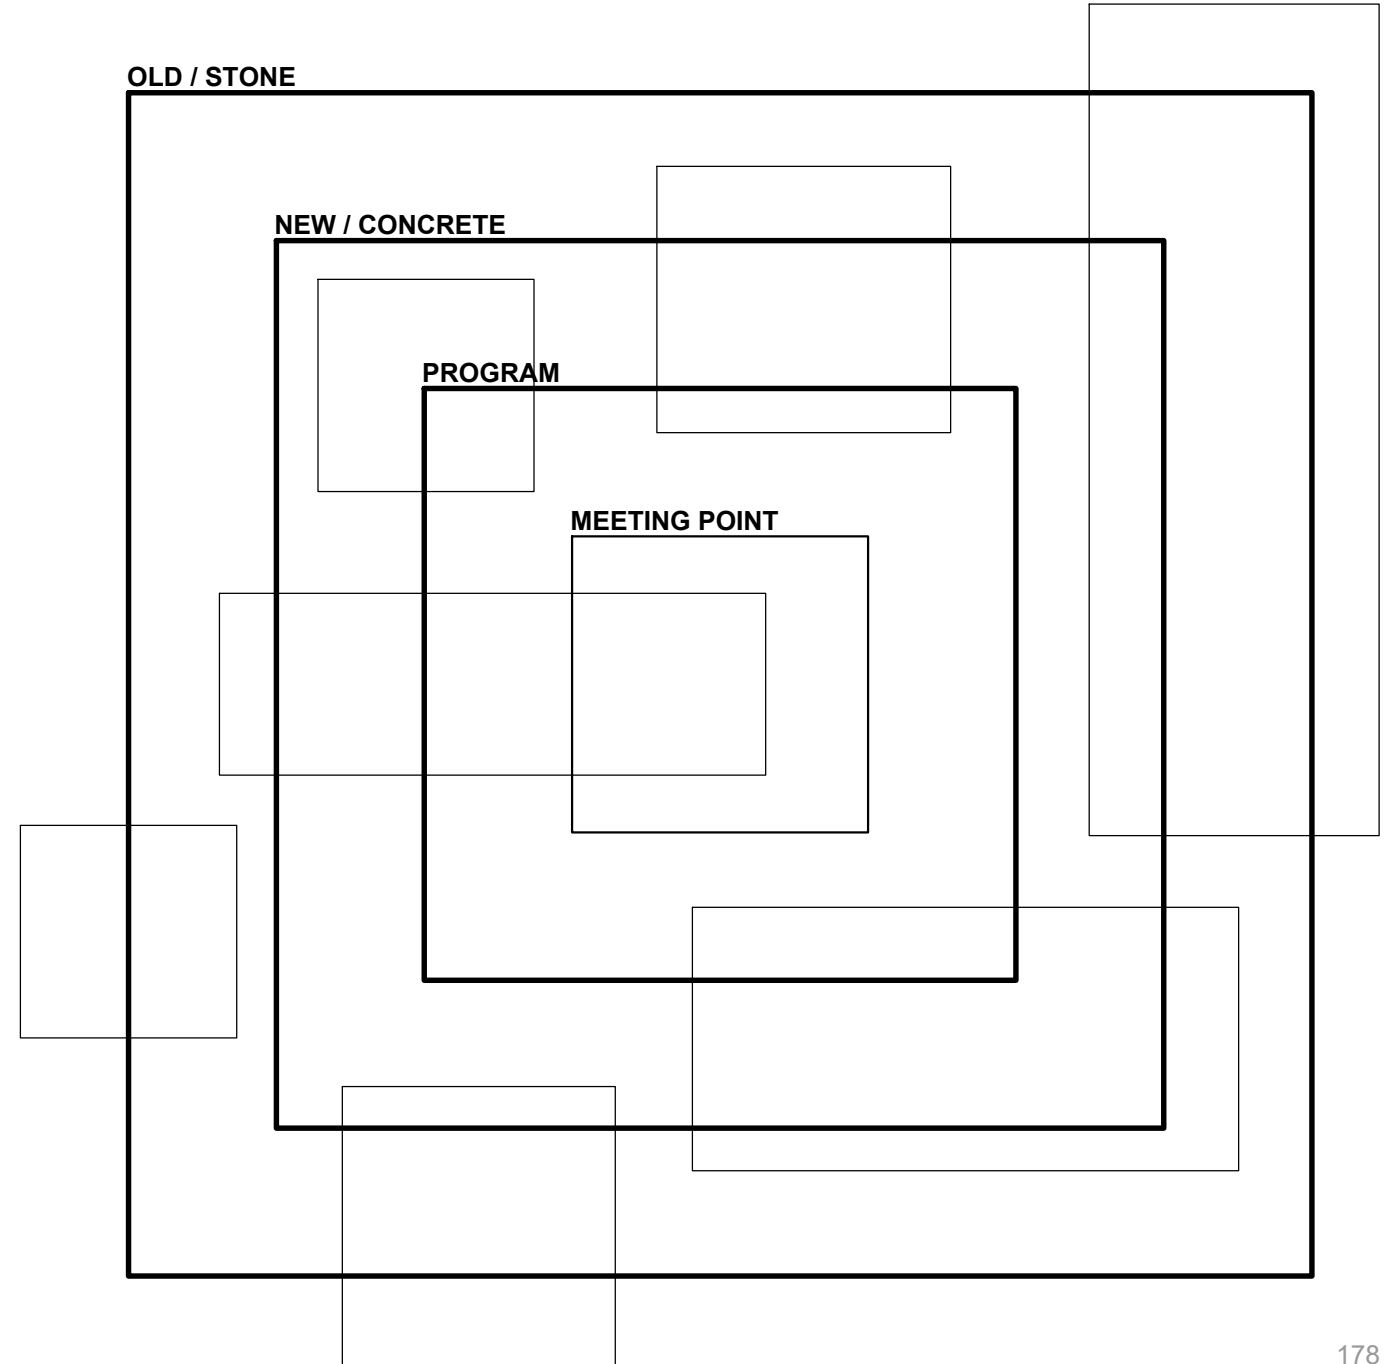 OLD / STONE
NEW / CONCRETE
PROGRAM
MEETING POINT
178